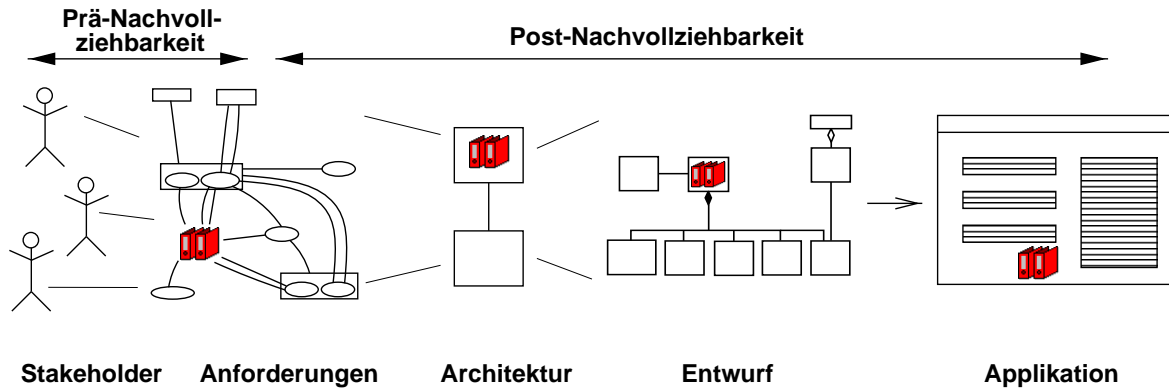 Prä-Nachvoll-
ziehbarkeit
Post-Nachvollziehbarkeit
Stakeholder
Anforderungen
Architektur
Entwurf
Applikation